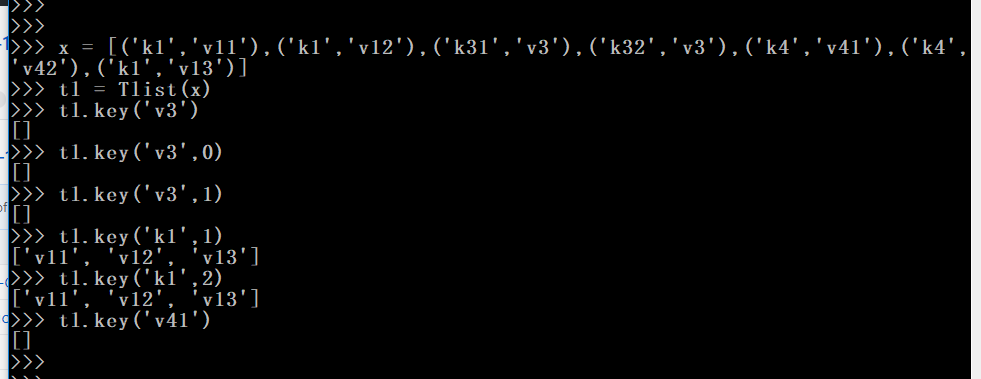 >>>
>>>
>>> x = [('k1','v11'),('k1','v12'),('k31','v3'),('k32','v3'),('k4','v41'),('k4',
'v42'),('k1','v13')]
>>> tl = Tlist(x)
>>> tl.key('v3')
[]
>>> tl.key('v3',0)
[]
>>> tl.key('v3',1)
[]
>>> tl.key('k1',1)
['v11', 'v12', 'v13']
>>> tl.key('k1',2)
['v11', 'v12', 'v13']
>>> tl.key('v41')
[]
>>>
>>>